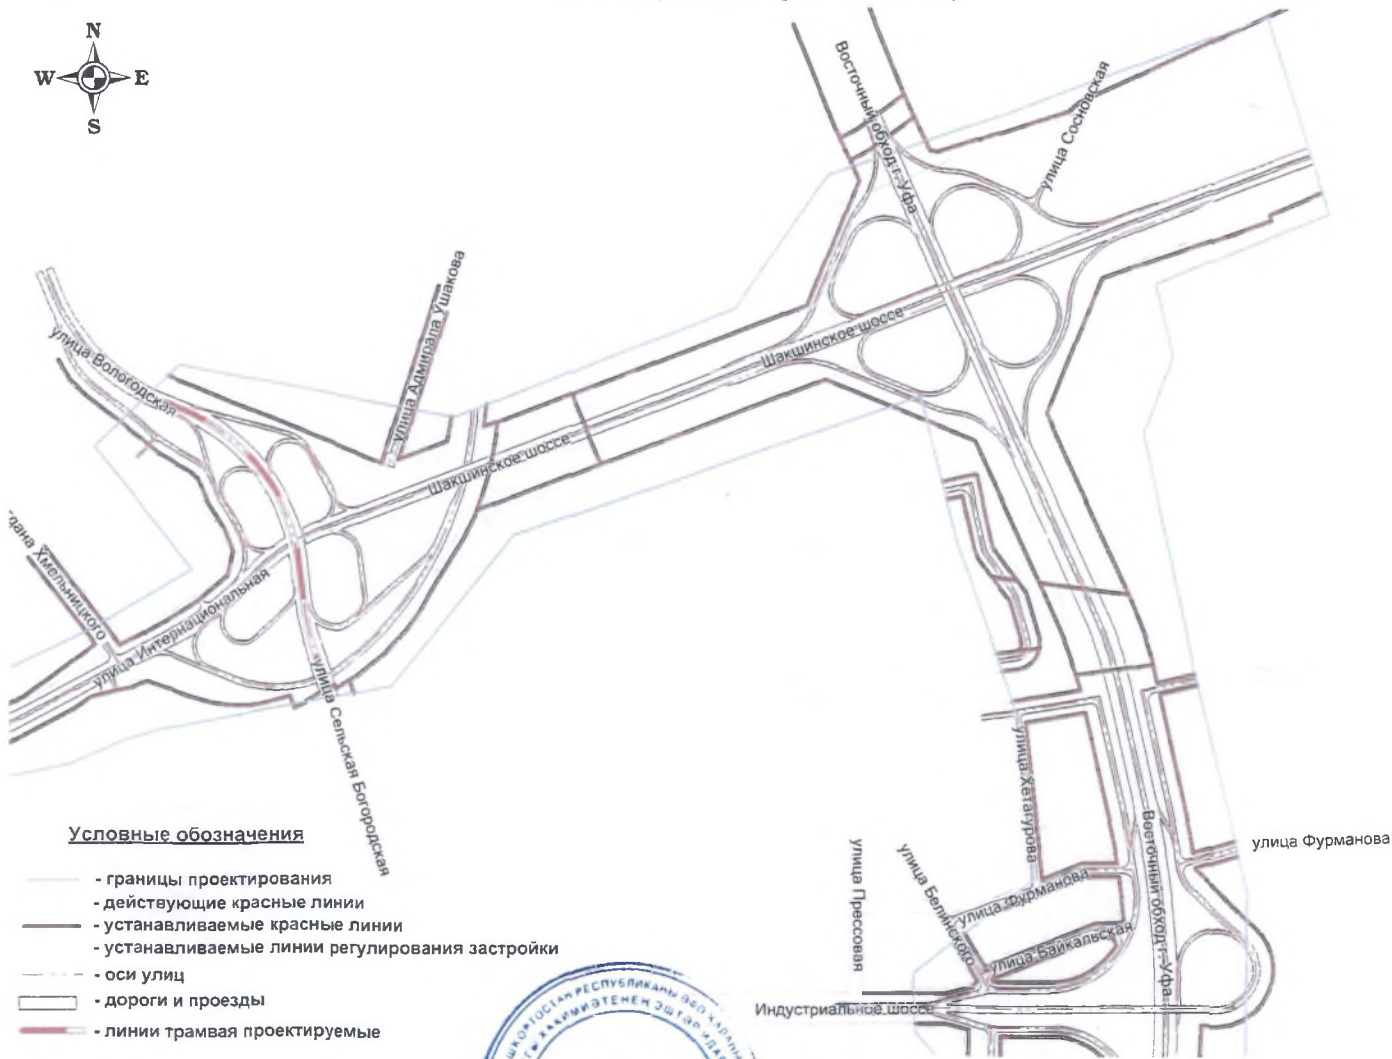 N
W E
S
Восточный обход г. Уфа
улица Сосновская
улица Адмирала Ушакова
улица Вологодская
Шакшинское шоссе
Шакшинское шоссе
дана Хмельницкого
улица Интернациональная
улица Сельская Богородская
улица Хетагурова
Восточный обход г. Уфа
улица Фурманова
улица Прессовая
улица Белинского
улица Фурманова
улица Байкальская
Индустриальное шоссе
Условные обозначения
- границы проектирования
- действующие красные линии
- устанавливаемые красные линии
- устанавливаемые линии регулирования застройки
- оси улиц
- дороги и проезды
- линии трамвая проектируемые